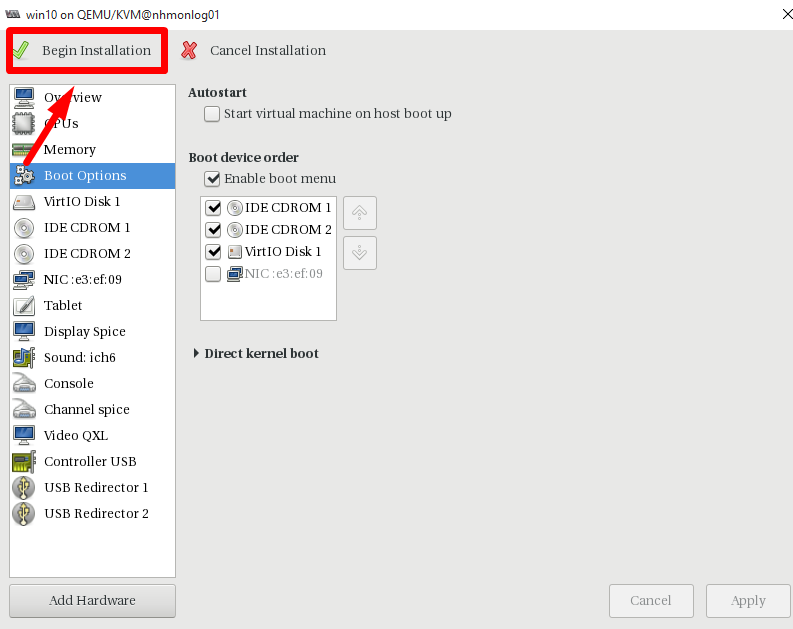 win10 on QEMU/KVM@nhmonlog01
Begin Installation
Cancel Installation
Overview
CPUs
Memory
Boot Options
VirtIO Disk 1
IDE CDROM 1
IDE CDROM 2
NIC :e3:ef:09
Tablet
Display Spice
Sound: ich6
Console
Channel spice
Video QXL
Controller USB
USB Redirector 1
USB Redirector 2
Add Hardware
Autostart
Start virtual machine on host boot up
Boot device order
Enable boot menu
IDE CDROM 1
IDE CDROM 2
VirtIO Disk 1
NIC :e3:ef:09
Direct kernel boot
Cancel
Apply